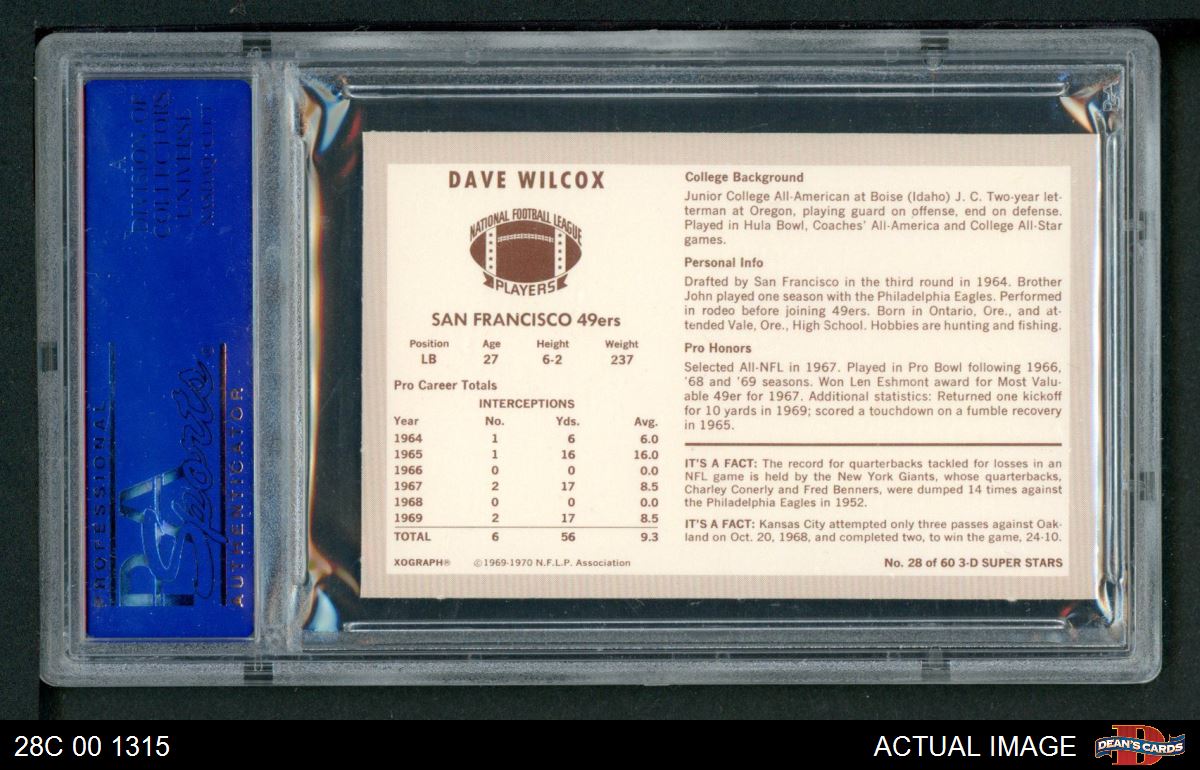 A
DIVISION OF
COLLECTORS
UNIVERSE
NASDAQ: CLCT
PROFESSIONAL
PSA
Sports
AUTHENTICATOR
DAVE WILCOX
NATIONAL FOOTBALL LEAGUE
PLAYERS
SAN FRANCISCO 49ers
Position Age Height Weight
LB 27 6-2 237
Pro Career Totals
INTERCEPTIONS
Year No. Yds. Avg.
1964 1 6 6.0
1965 1 16 16.0
1966 0 0 0.0
1967 2 17 8.5
1968 0 0 0.0
1969 2 17 8.5
TOTAL 6 56 9.3
XOGRAPH® ©1969-1970 N.F.L.P. Association
College Background
Junior College All-American at Boise (Idaho) J. C. Two-year let-
terman at Oregon, playing guard on offense, end on defense.
Played in Hula Bowl, Coaches' All-America and College All-Star
games.
Personal Info
Drafted by San Francisco in the third round in 1964. Brother
John played one season with the Philadelphia Eagles. Performed
in rodeo before joining 49ers. Born in Ontario, Ore., and at-
tended Vale, Ore., High School. Hobbies are hunting and fishing.
Pro Honors
Selected All-NFL in 1967. Played in Pro Bowl following 1966,
'68 and '69 seasons. Won Len Eshmont award for Most Valu-
able 49er for 1967. Additional statistics: Returned one kickoff
for 10 yards in 1969; scored a touchdown on a fumble recovery
in 1965.
IT'S A FACT: The record for quarterbacks tackled for losses in an
NFL game is held by the New York Giants, whose quarterbacks,
Charley Conerly and Fred Benners, were dumped 14 times against
the Philadelphia Eagles in 1952.
IT'S A FACT: Kansas City attempted only three passes against Oak-
land on Oct. 20, 1968, and completed two, to win the game, 24-10.
No. 28 of 60 3-D SUPER STARS
28C 00 1315
ACTUAL IMAGE
D
DEAN'S CARDS